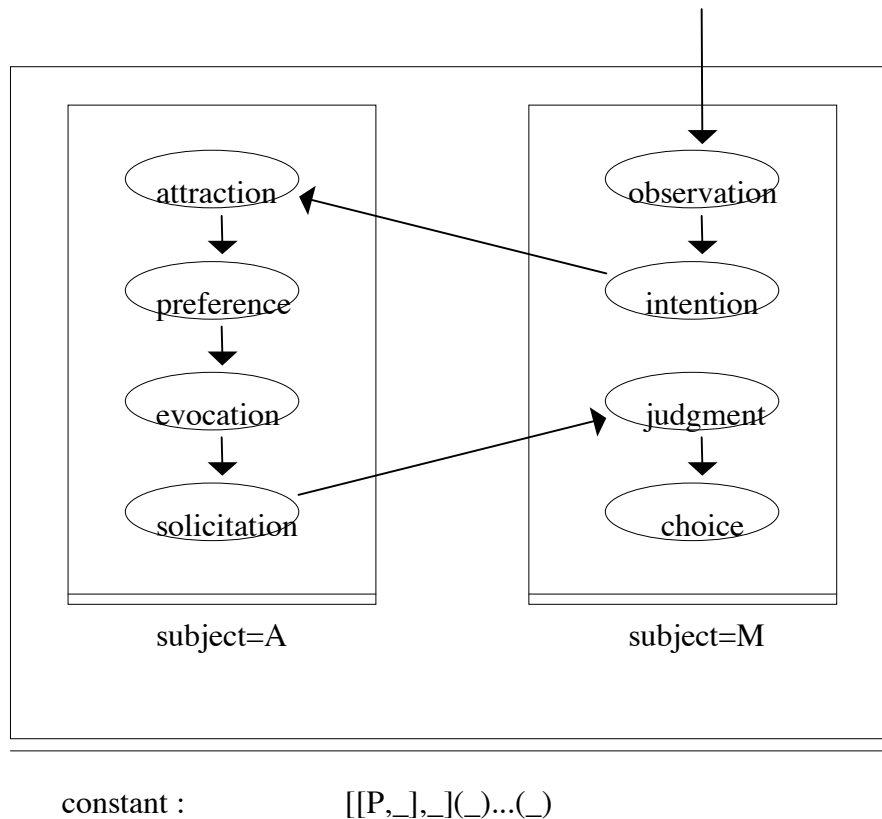 attraction
preference
evocation
solicitation
subject=A
observation
intention
judgment
choice
subject=M
constant : [[P,_],_](_)...(_)